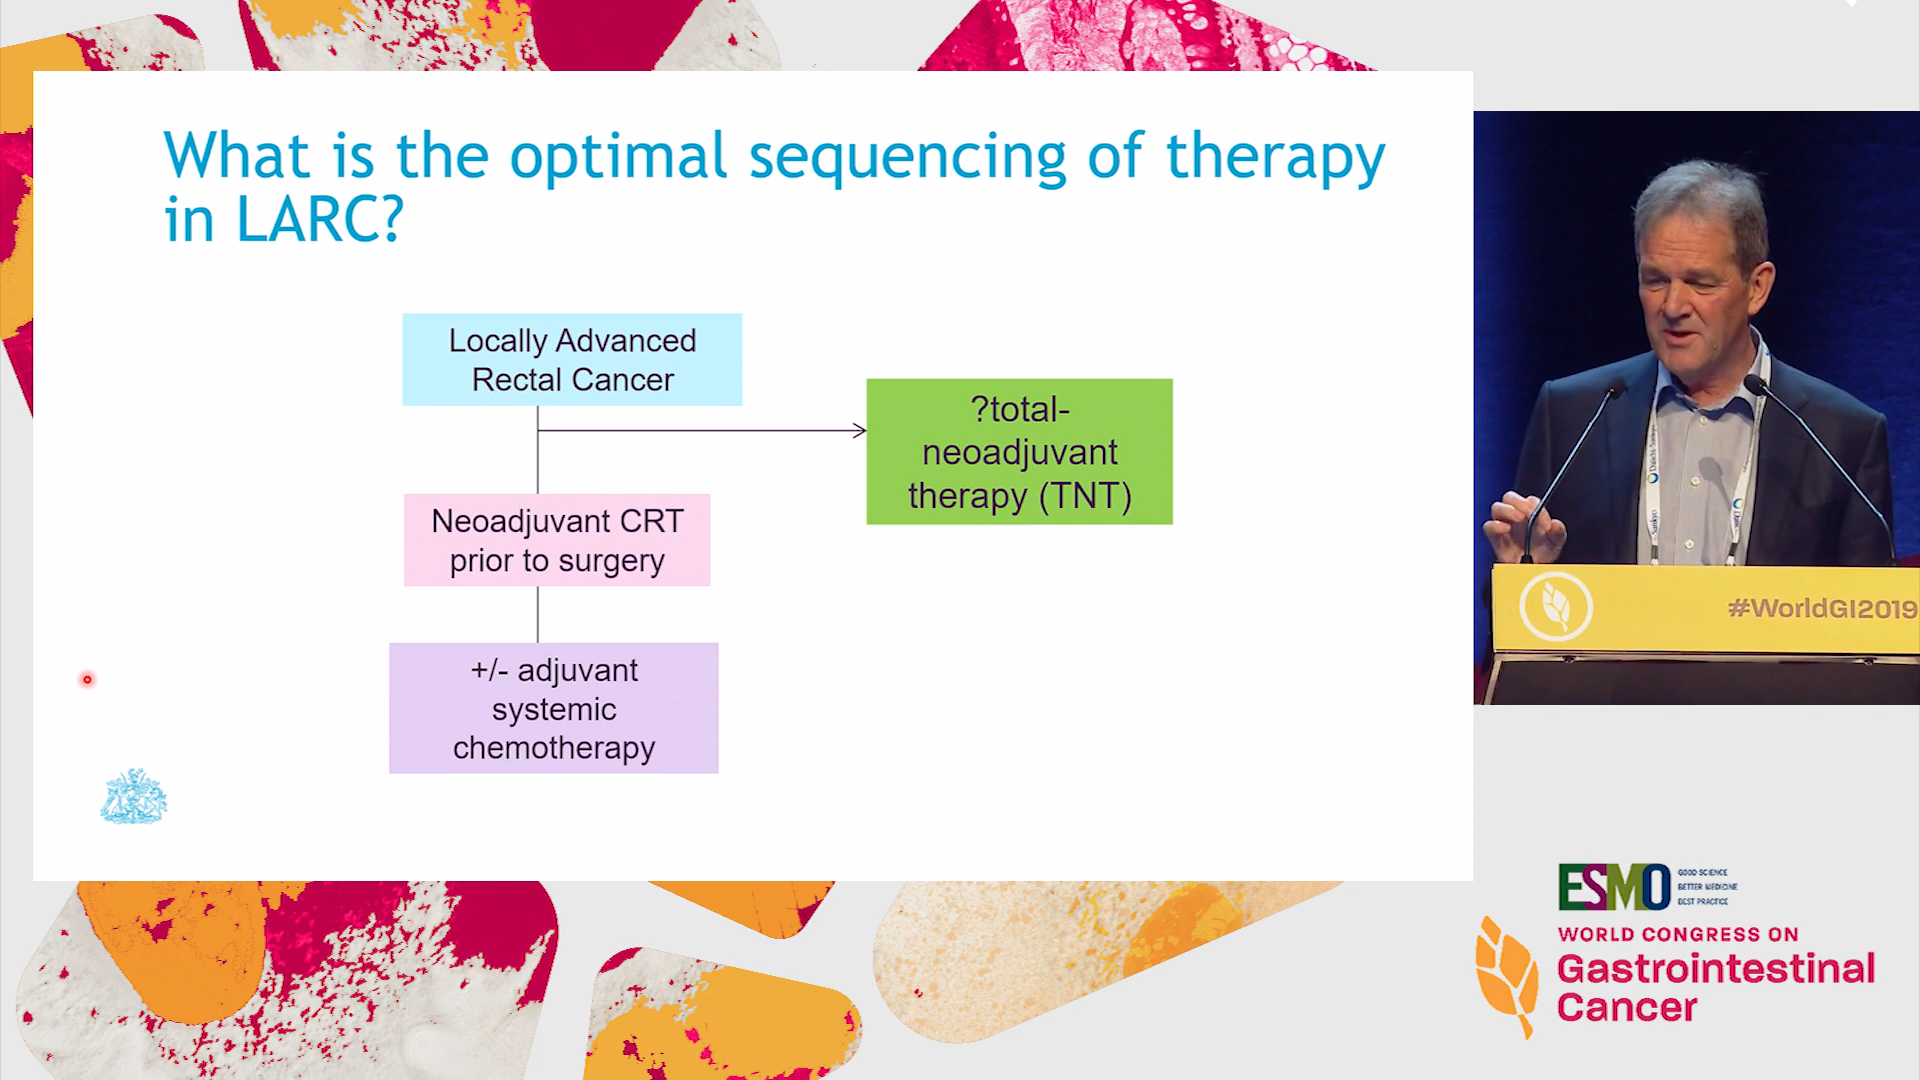 What is the optimal sequencing of therapy
in LARC?
Locally Advanced
Rectal Cancer
?total-
neoadjuvant
therapy (TNT)
Neoadjuvant CRT
prior to surgery
+/- adjuvant
systemic
chemotherapy
Daiichi-Sankyo
#WorldGI2019
ESMO
GOOD SCIENCE
BETTER MEDICINE
BEST PRACTICE
WORLD CONGRESS ON
Gastrointestinal
Cancer